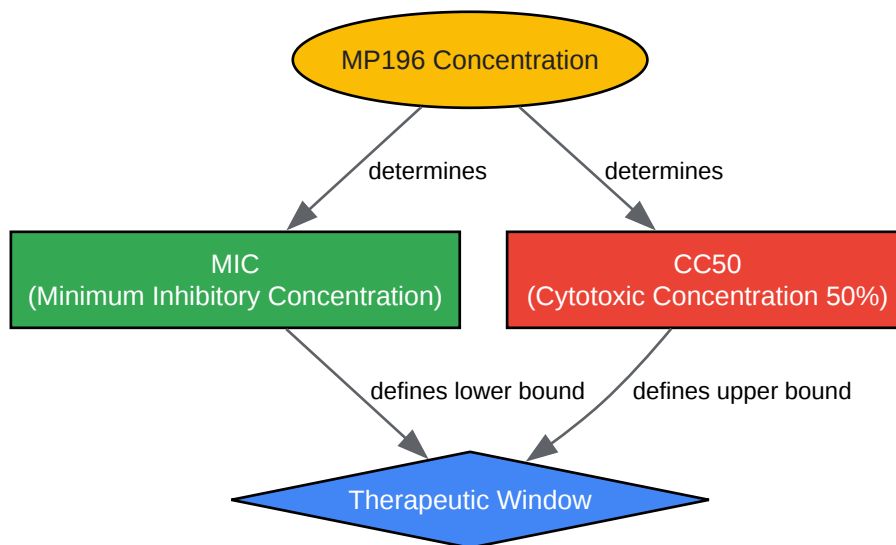 MP196 Concentration
determines
determines
MIC
(Minimum Inhibitory Concentration)
CC50
(Cytotoxic Concentration 50%)
defines lower bound
defines upper bound
Therapeutic Window